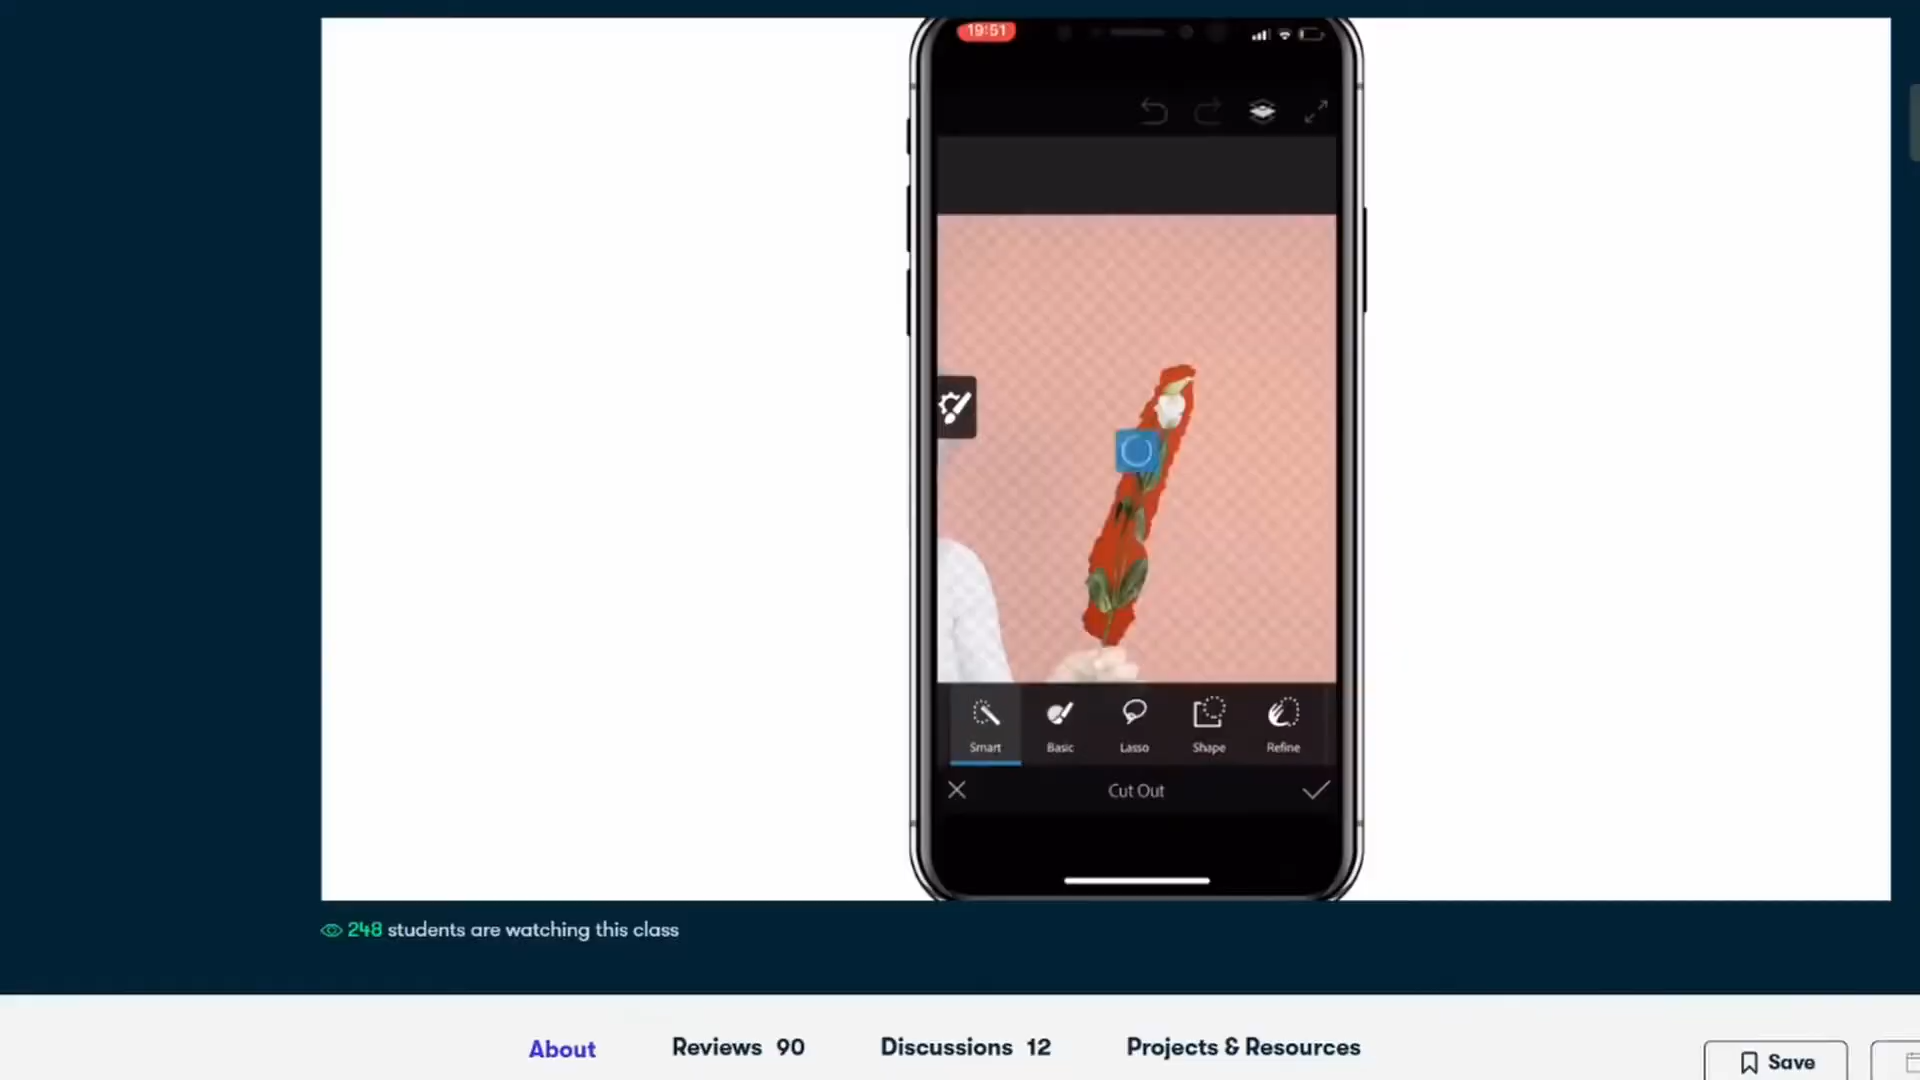 19:51
Smart
Basic
Lasso
Shape
Refine
Cut Out
248 students are watching this class
About
Reviews 90
Discussions 12
Projects & Resources
Save